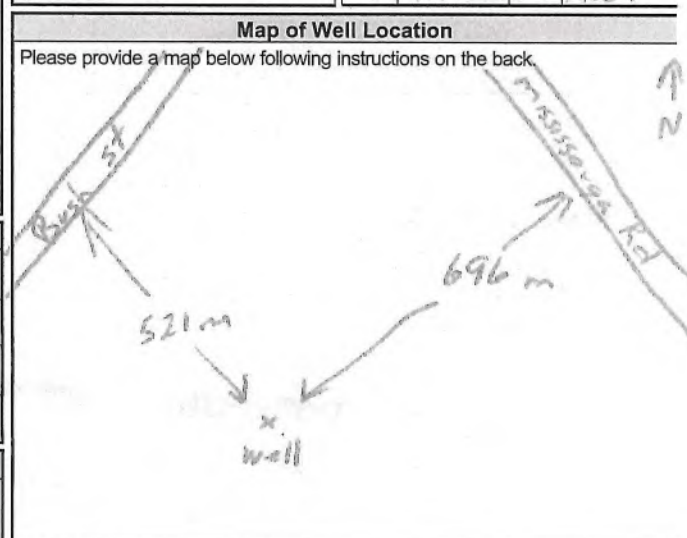 Map of Well Location
Please provide a map below following instructions on the back.
N
Bush St
Mississauga Rd
696 m
521 m
x
well